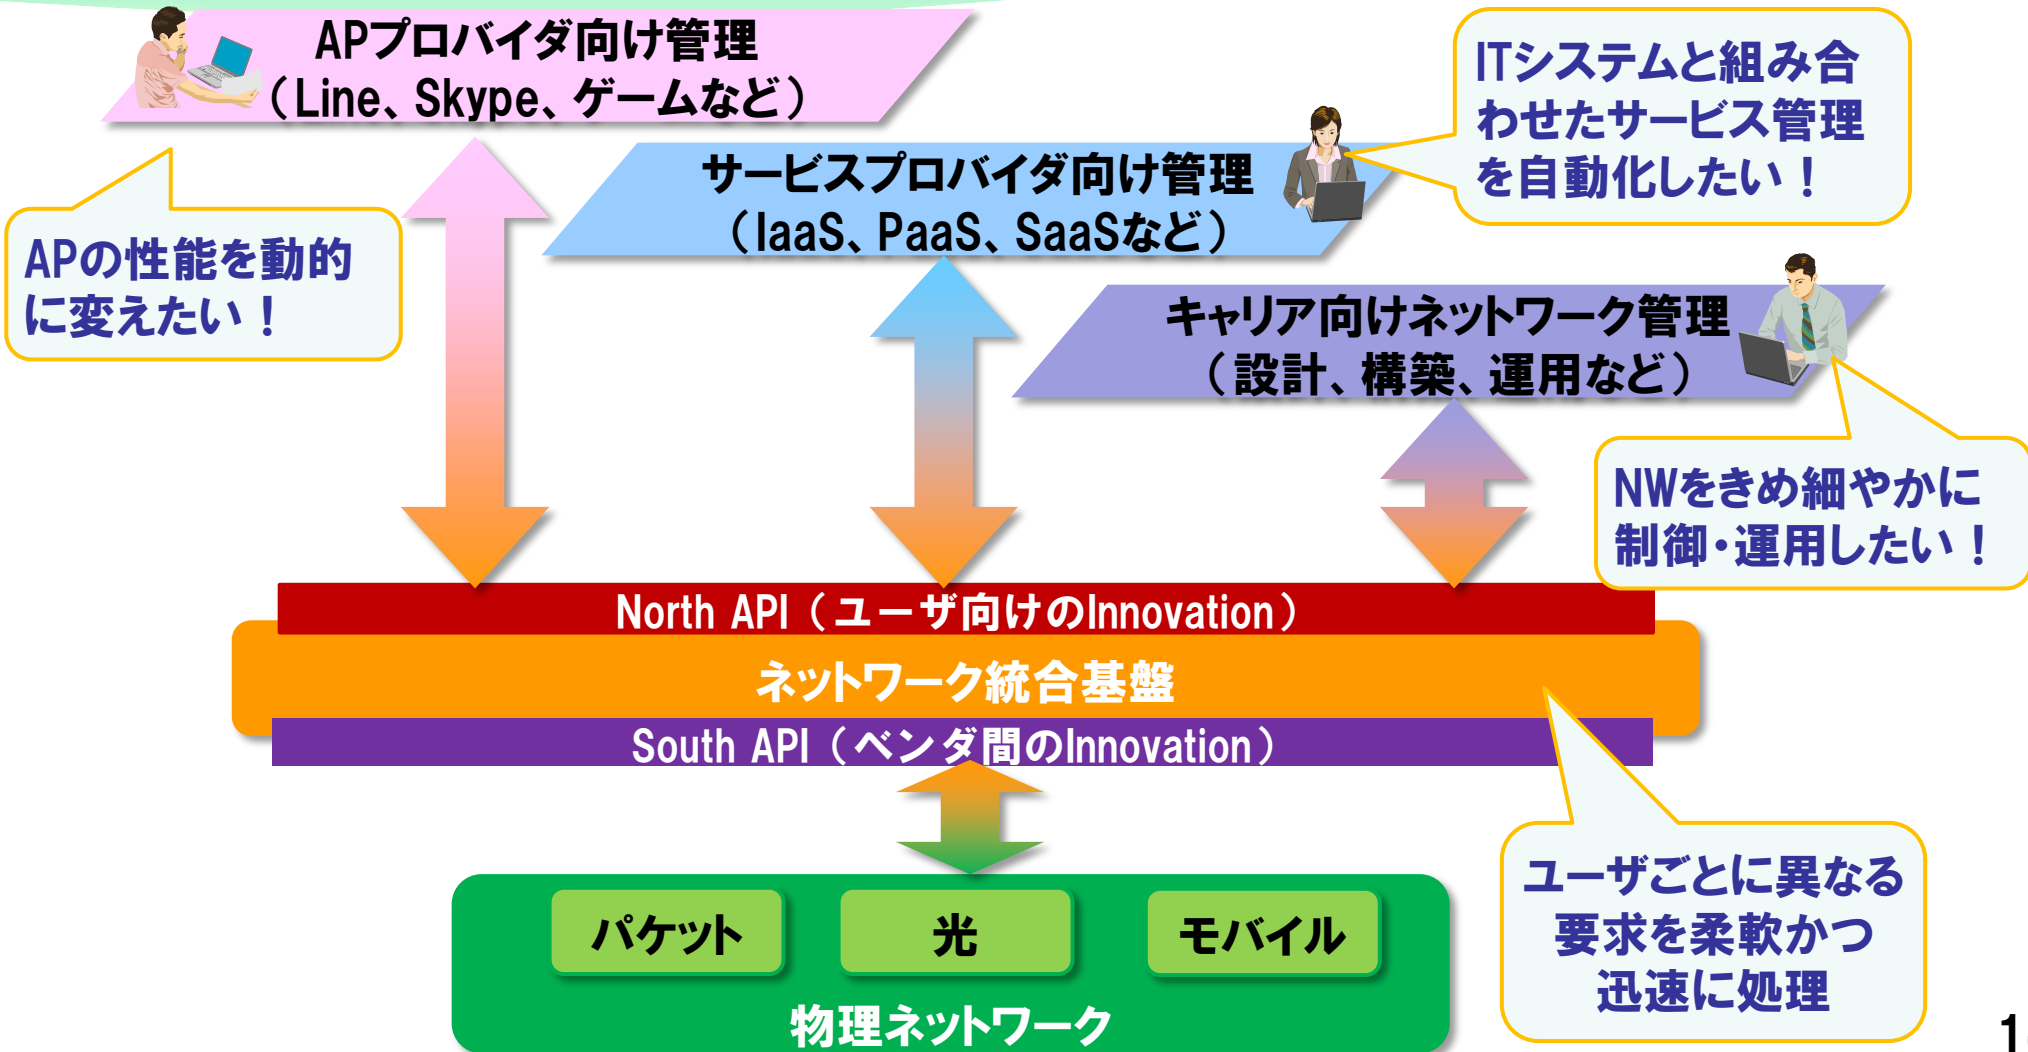 APプロバイダ向け管理
（Line、Skype、ゲームなど）
ITシステムと組み合
わせたサービス管理
を自動化したい！
サービスプロバイダ向け管理
（IaaS、PaaS、SaaSなど）
APの性能を動的
に変えたい！
キャリア向けネットワーク管理
（設計、構築、運用など）
NWをきめ細やかに
制御・運用したい！
North API（ユーザ向けのInnovation）
ネットワーク統合基盤
South API（ベンダ間のInnovation）
ユーザごとに異なる
要求を柔軟かつ
迅速に処理
パケット
光
モバイル
物理ネットワーク